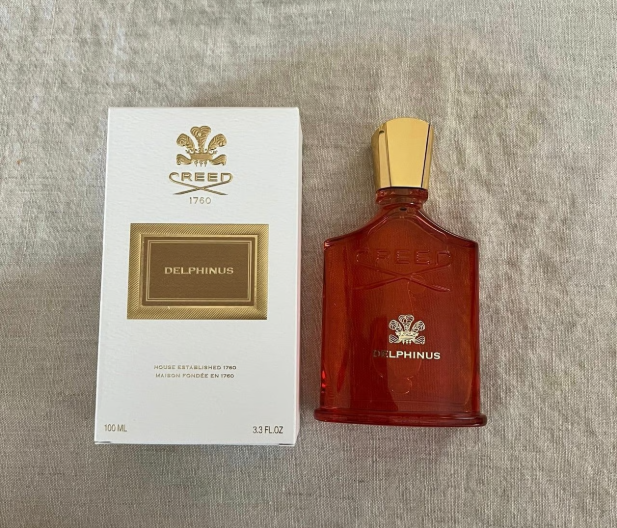 CREED
1760
DELPHINUS
HOUSE ESTABLISHED 1760
MAISON FONDÉE EN 1760
100 ML
3.3 FL.OZ
CREED
DELPHINUS